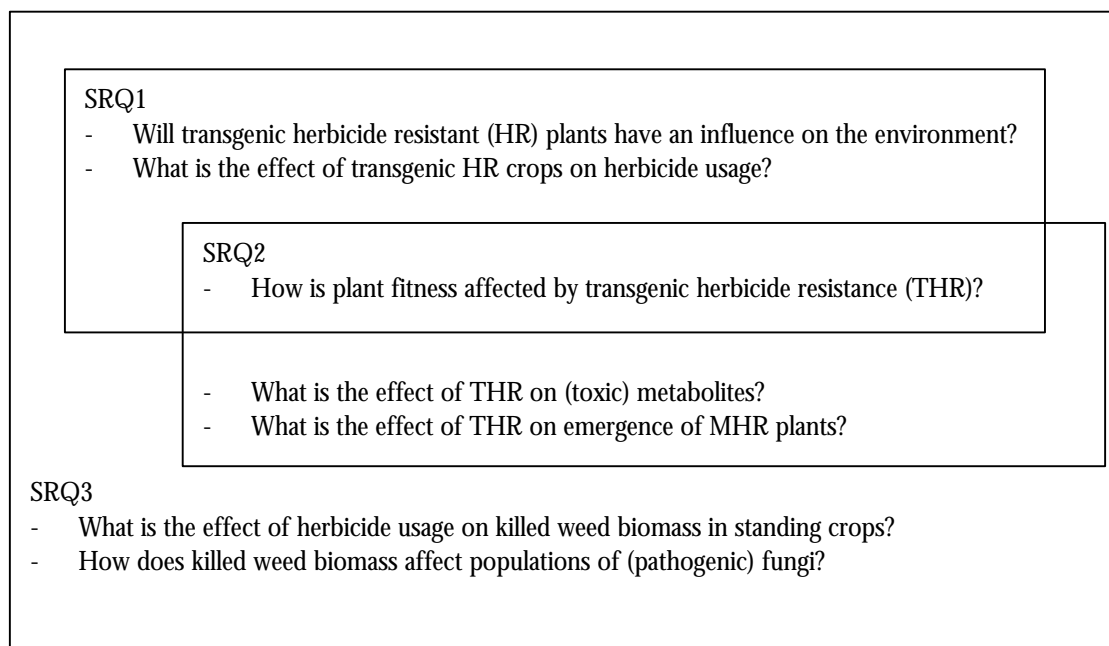 SRQ1
- Will transgenic herbicide resistant (HR) plants have an influence on the environment?
- What is the effect of transgenic HR crops on herbicide usage?
SRQ2
- How is plant fitness affected by transgenic herbicide resistance (THR)?
- What is the effect of THR on (toxic) metabolites?
- What is the effect of THR on emergence of MHR plants?
SRQ3
- What is the effect of herbicide usage on killed weed biomass in standing crops?
- How does killed weed biomass affect populations of (pathogenic) fungi?